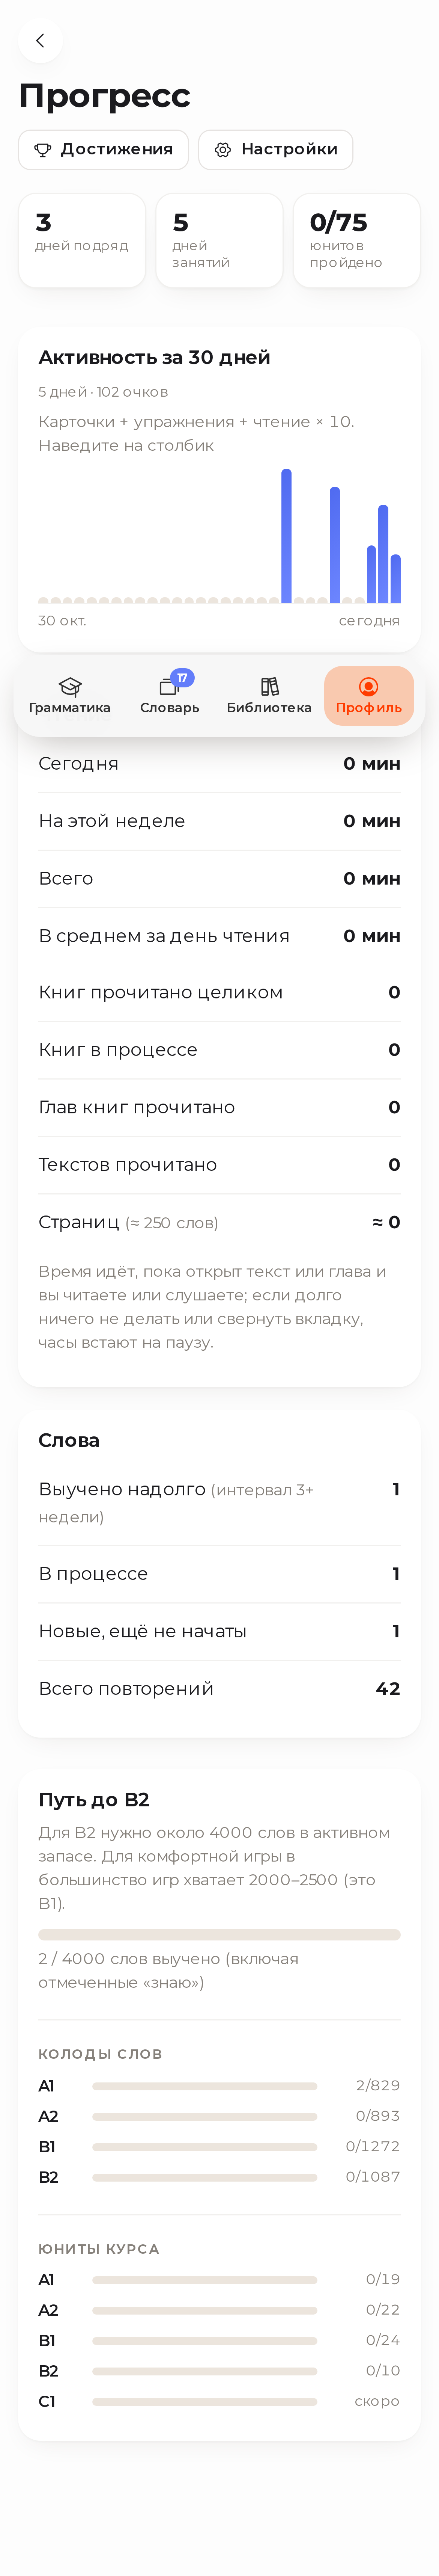 Прогресс
Достижения
Настройки
3
дней подряд
5
дней
занятий
0/75
юнитов
пройдено
Активность за 30 дней
5 дней · 102 очков
Карточки + упражнения + чтение × 10.
Наведите на столбик
30 окт.
сегодня
17
Грамматика
Словарь
Библиотека
Профиль
Сегодня 0 мин
На этой неделе 0 мин
Всего 0 мин
В среднем за день чтения 0 мин
Книг прочитано целиком 0
Книг в процессе 0
Глав книг прочитано 0
Текстов прочитано 0
Страниц (≈ 250 слов) ≈ 0
Время идёт, пока открыт текст или глава и
вы читаете или слушаете; если долго
ничего не делать или свернуть вкладку,
часы встают на паузу.
Слова
Выучено надолго (интервал 3+ 1
недели)
В процессе 1
Новые, ещё не начаты 1
Всего повторений 42
Путь до B2
Для B2 нужно около 4000 слов в активном
запасе. Для комфортной игры в
большинство игр хватает 2000–2500 (это
B1).
2 / 4000 слов выучено (включая
отмеченные «знаю»)
КОЛОДЫ СЛОВ
A1 2/829
A2 0/893
B1 0/1272
B2 0/1087
ЮНИТЫ КУРСА
A1 0/19
A2 0/22
B1 0/24
B2 0/10
C1 скоро